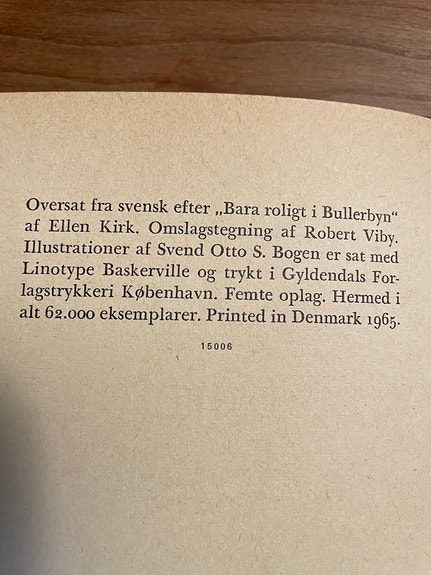 Oversat fra svensk efter „Bara roligt i Bullerbyn“
af Ellen Kirk. Omslagstegning af Robert Viby.
Illustrationer af Svend Otto S. Bogen er sat med
Linotype Baskerville og trykt i Gyldendals For-
lagstrykkeri København. Femte oplag. Hermed i
alt 62.000 eksemplarer. Printed in Denmark 1965.
15006